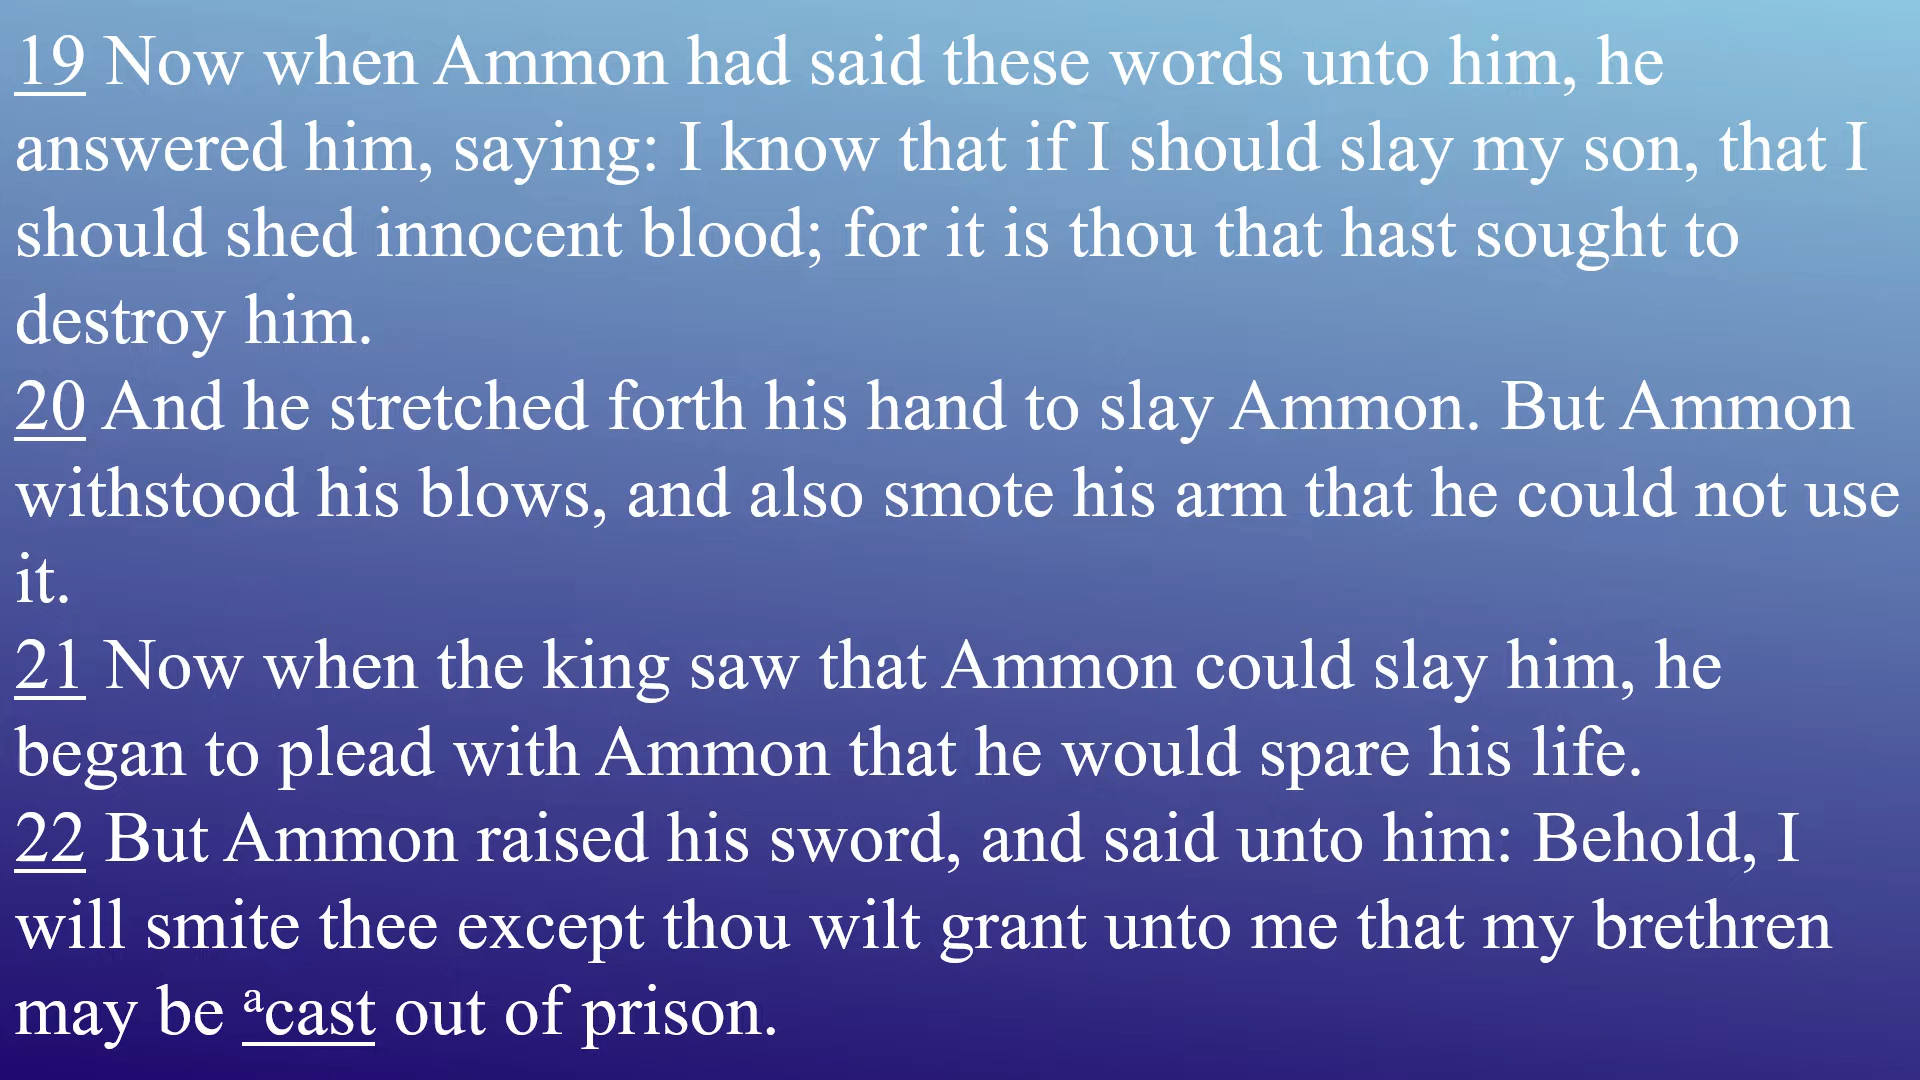 19 Now when Ammon had said these words unto him, he
answered him, saying: I know that if I should slay my son, that I
should shed innocent blood; for it is thou that hast sought to
destroy him.
20 And he stretched forth his hand to slay Ammon. But Ammon
withstood his blows, and also smote his arm that he could not use
it.
21 Now when the king saw that Ammon could slay him, he
began to plead with Ammon that he would spare his life.
22 But Ammon raised his sword, and said unto him: Behold, I
will smite thee except thou wilt grant unto me that my brethren
may be ᵃcast out of prison.